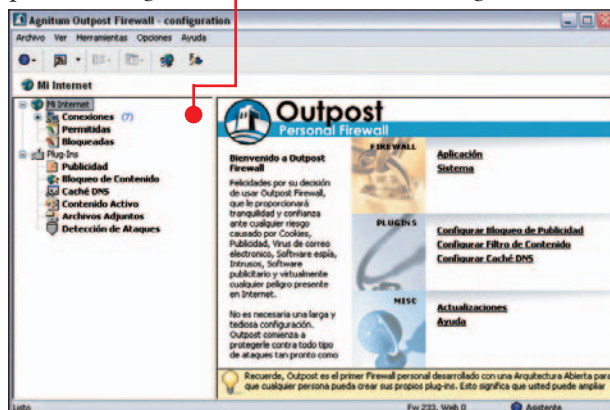 Agnitum Outpost Firewall - configuration
Archivo Ver Herramientas Opciones Ayuda
Mi Internet
Mi Internet
Conexiones (7)
Permitidas
Bloqueadas
Plug-Ins
Publicidad
Bloqueo de Contenido
Caché DNS
Contenido Activo
Archivos Adjuntos
Detección de Ataques
Outpost
Personal Firewall
Bienvenido a Outpost
Firewall
Felicidades por su decisión
de usar Outpost Firewall,
que le proporcionará
tranquilidad y confianza
ante cualquier riesgo
causado por Cookies,
Publicidad, Virus de correo
electronico, Software espía,
Intrusos, Software
publicitario y virtualmente
cualquier peligro presente
en Internet.
No es necesaria una larga y
tediosa configuración.
Outpost comienza a
protegerle contra todo tipo
de ataques tan pronto como
FIREWALL
Aplicación
Sistema
PLUGINS
Configurar Bloqueo de Publicidad
Configurar Filtro de Contenido
Configurar Caché DNS
MISC
Actualizaciones
Ayuda
Recuerde, Outpost es el primer Firewall personal desarrollado con una Arquitectura Abierta para
que cualquier persona pueda crear sus propios plug-ins. Esto significa que usted puede ampliar
Listo
Fw 233, Web 0
Asistente